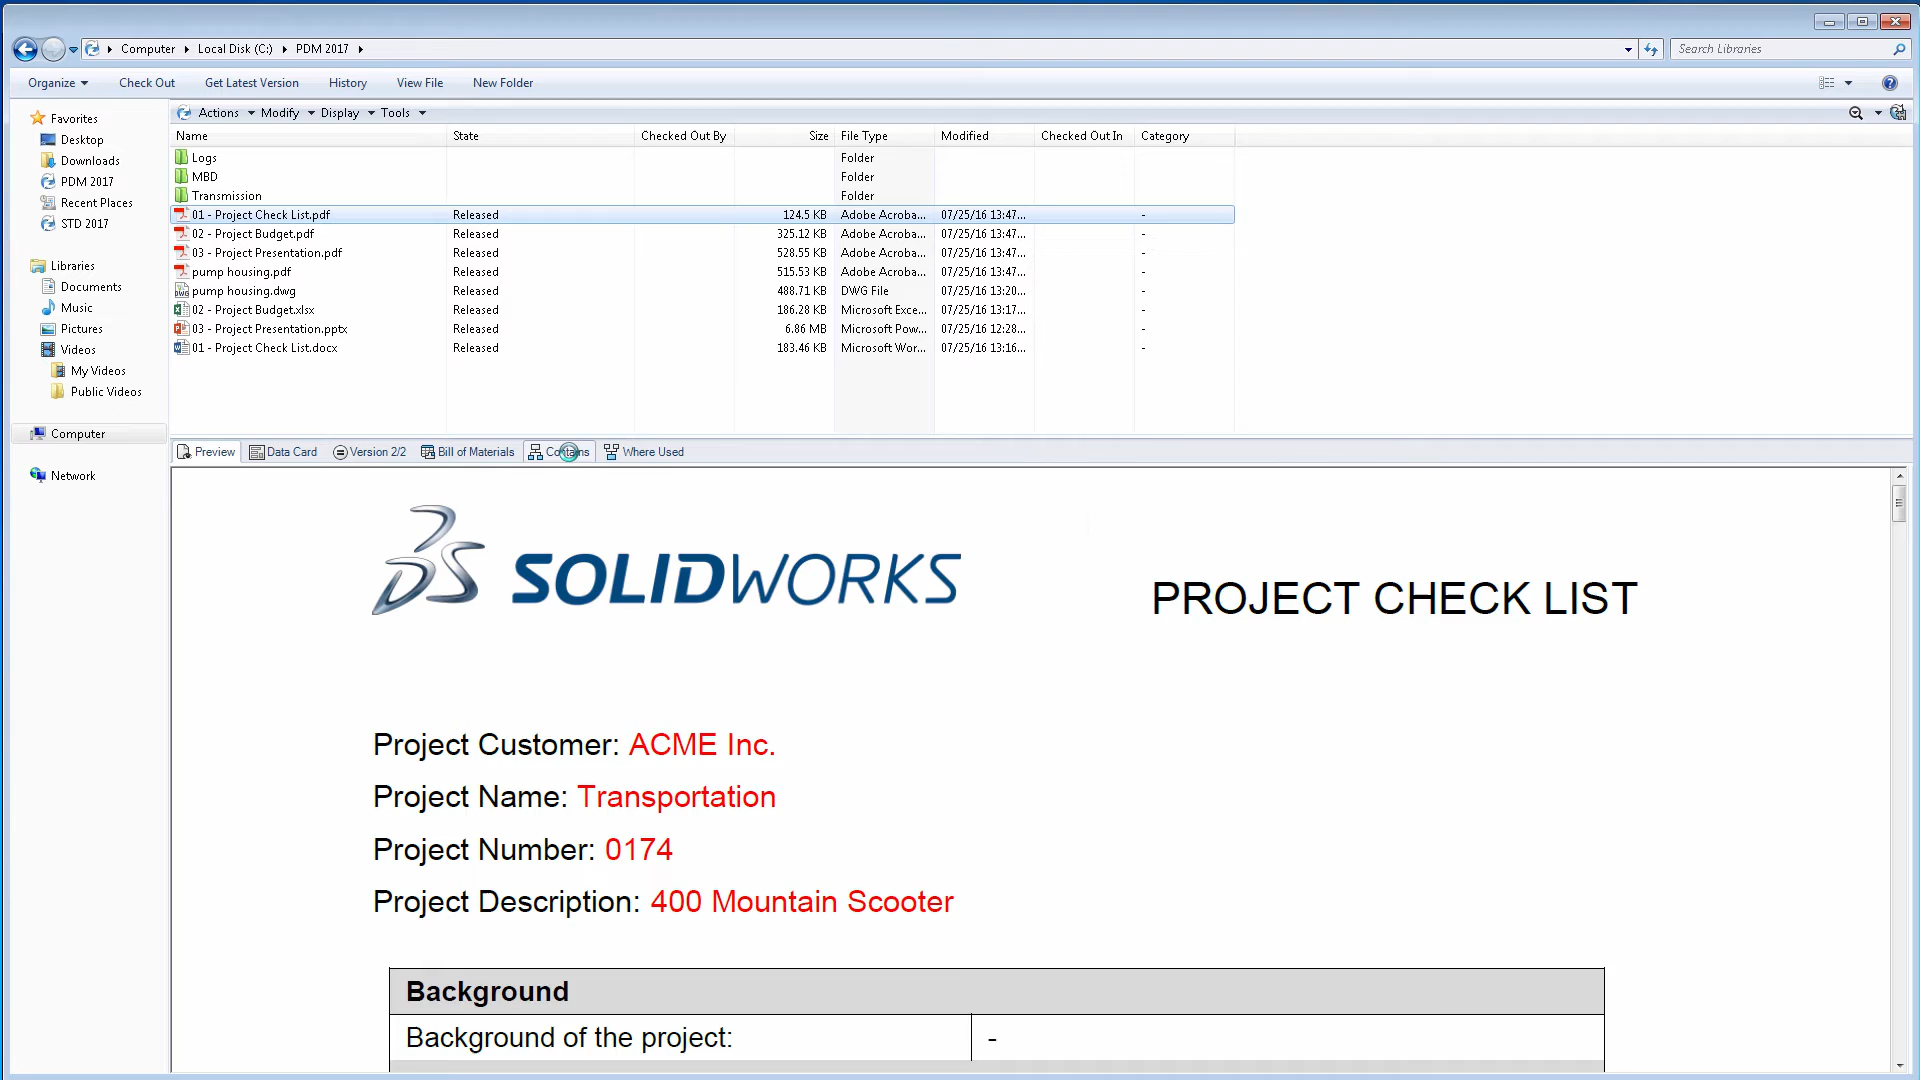 Computer Local Disk (C:) PDM 2017
Search Libraries
Organize Check Out Get Latest Version History View File New Folder
Actions Modify Display Tools
Name State Checked Out By Size File Type Modified Checked Out In Category
Favorites
Desktop
Downloads
PDM 2017
Recent Places
STD 2017
Libraries
Documents
Music
Pictures
Videos
My Videos
Public Videos
Computer
Network
Logs Folder
MBD Folder
Transmission Folder
01 - Project Check List.pdf Released 124.5 KB Adobe Acroba... 07/25/16 13:47... -
02 - Project Budget.pdf Released 325.12 KB Adobe Acroba... 07/25/16 13:47... -
03 - Project Presentation.pdf Released 528.55 KB Adobe Acroba... 07/25/16 13:47... -
pump housing.pdf Released 515.53 KB Adobe Acroba... 07/25/16 13:47... -
pump housing.dwg Released 488.71 KB DWG File 07/25/16 13:20... -
02 - Project Budget.xlsx Released 186.28 KB Microsoft Exce... 07/25/16 13:17... -
03 - Project Presentation.pptx Released 6.86 MB Microsoft Pow... 07/25/16 12:28... -
01 - Project Check List.docx Released 183.46 KB Microsoft Wor... 07/25/16 13:16... -
Preview Data Card Version 2/2 Bill of Materials Contains Where Used
SOLIDWORKS
PROJECT CHECK LIST
Project Customer: ACME Inc.
Project Name: Transportation
Project Number: 0174
Project Description: 400 Mountain Scooter
Background
Background of the project: -